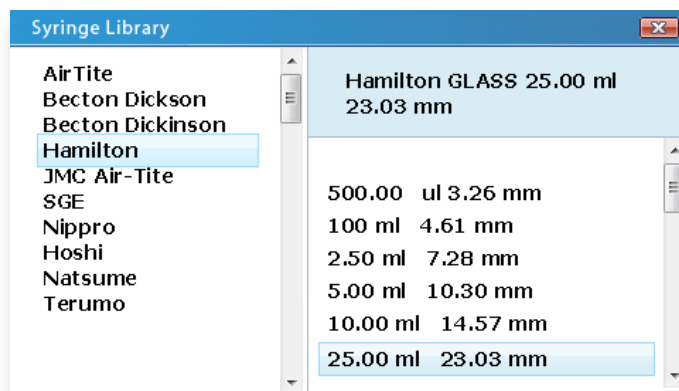 Syringe Library
AirTite
Becton Dickson
Becton Dickinson
Hamilton
JMC Air-Tite
SGE
Nippro
Hoshi
Natsume
Terumo
Hamilton GLASS 25.00 ml
23.03 mm
500.00 ul 3.26 mm
100 ml 4.61 mm
2.50 ml 7.28 mm
5.00 ml 10.30 mm
10.00 ml 14.57 mm
25.00 ml 23.03 mm